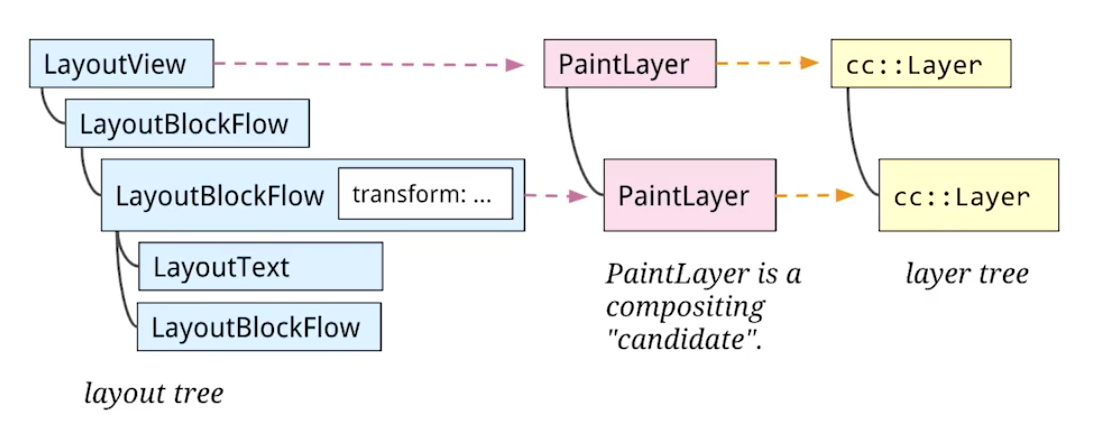 LayoutView
PaintLayer
cc::Layer
LayoutBlockFlow
LayoutBlockFlow
transform: ...
PaintLayer
cc::Layer
LayoutText
LayoutBlockFlow
PaintLayer is a
compositing
"candidate".
layer tree
layout tree